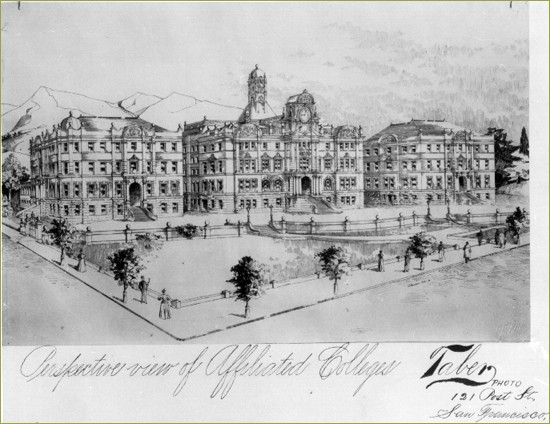 Perspective view of Affiliated Colleges
Taber
PHOTO
121 Post St.
San Francisco.